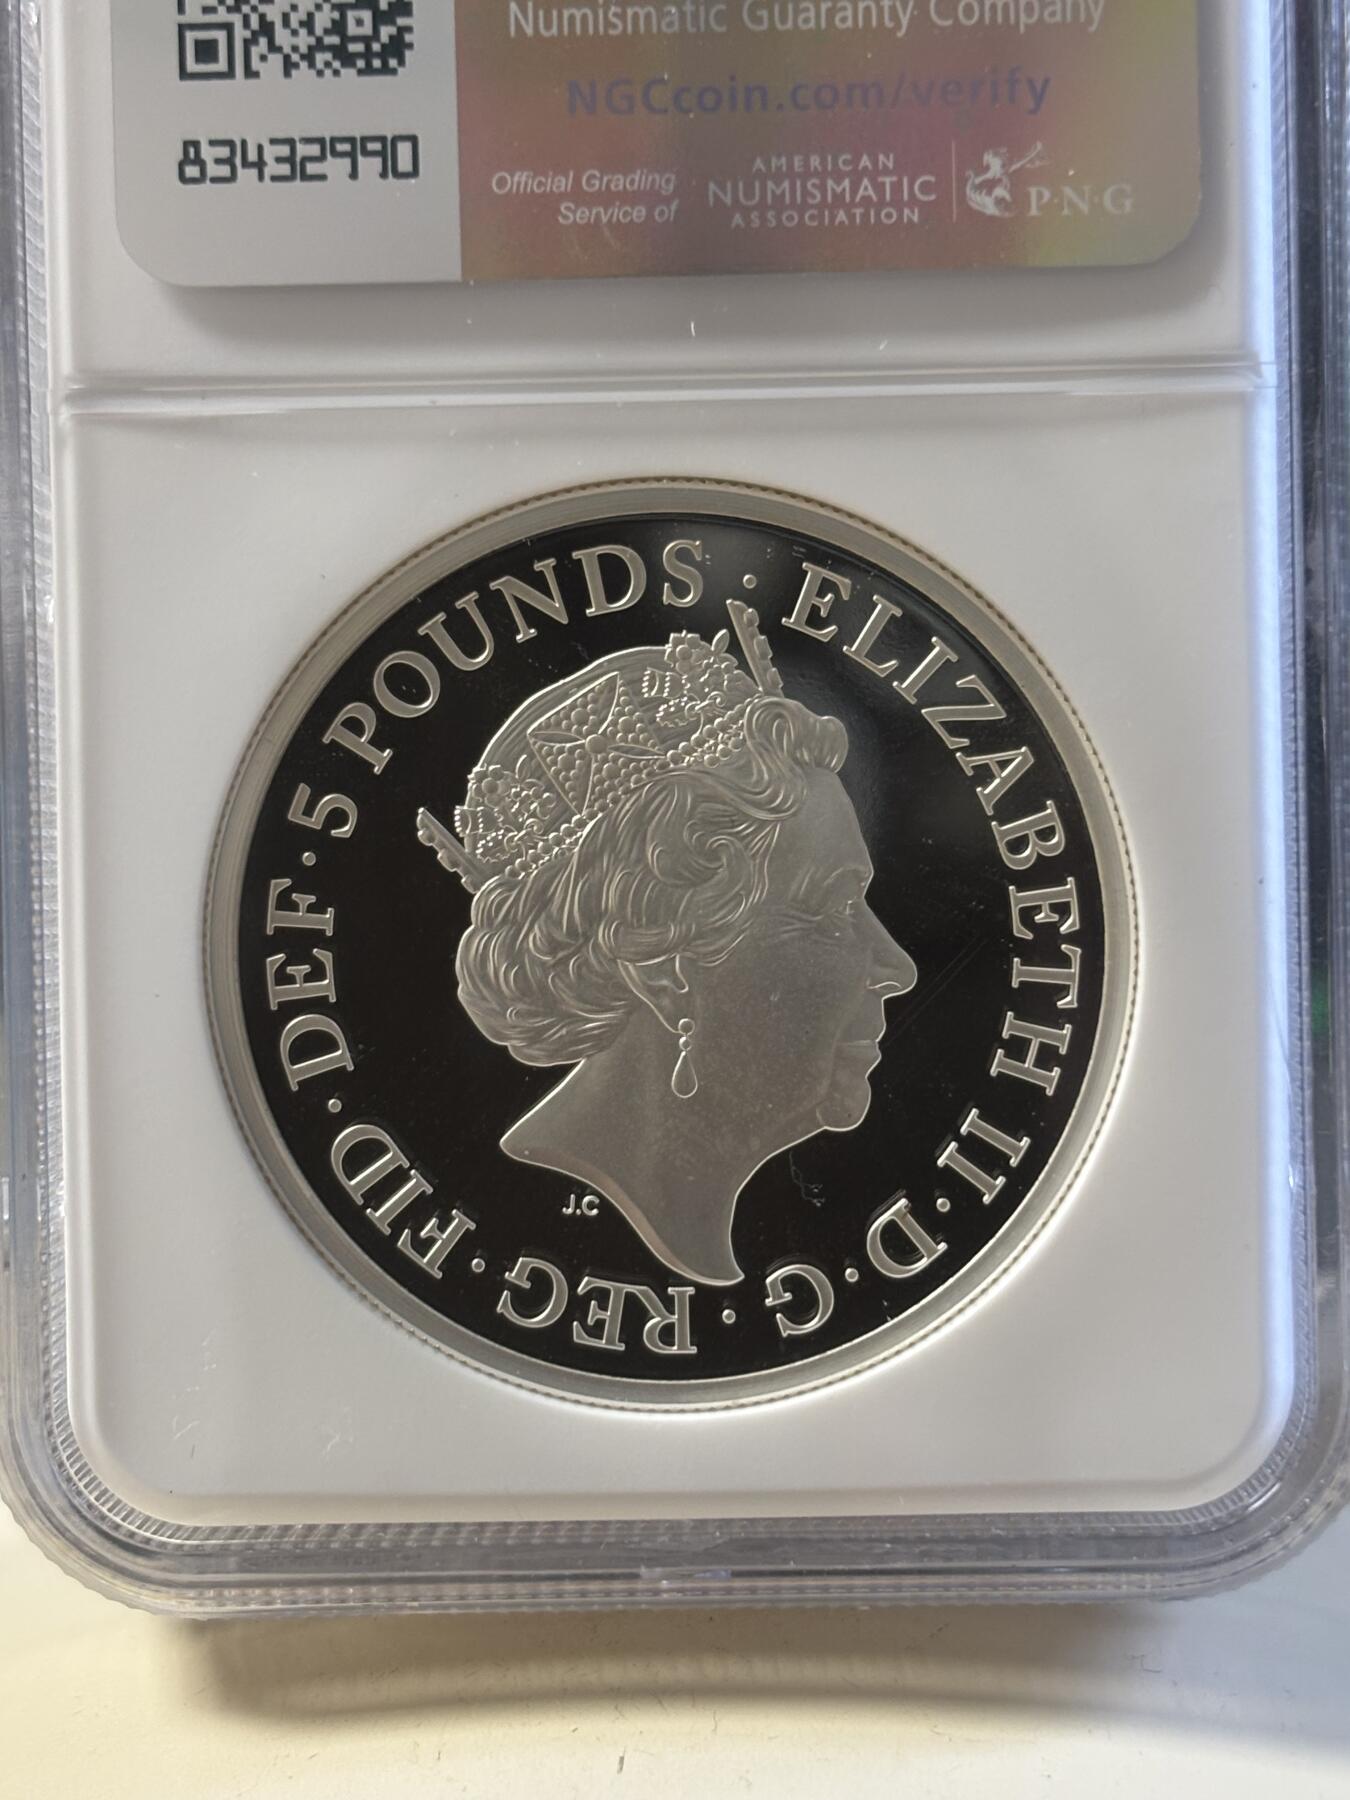 Numismatic Guaranty Company
NGCcoin.com/verify
83432990
Official Grading
Service of
AMERICAN
NUMISMATIC
ASSOCIATION
P·N·G
ELIZABETH II · D · G · REG · FID · DEF · 5 POUNDS ·
J.C